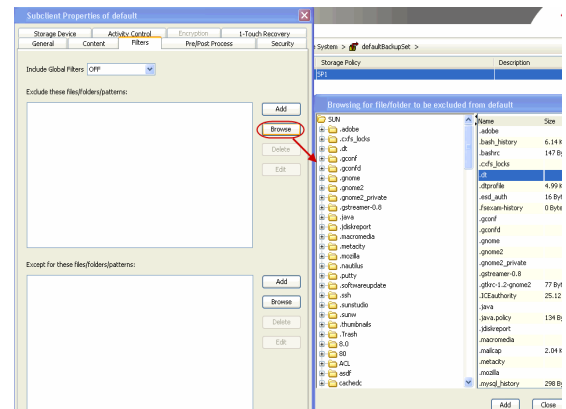 Subclient Properties of default
Storage Device Activity Control Encryption 1-Touch Recovery
General Content Filters Pre/Post Process Security
Include Global Filters OFF
Exclude these files/folders/patterns:
Add
Browse
Delete
Edit
Except for these files/folders/patterns:
Add
Browse
Delete
Edit
System > defaultBackupSet >
Storage Policy Description
SP1
Browsing for file/folder to be excluded from default
SUN
.adobe
.cxfs_locks
.dt
.gconf
.gconfd
.gnome
.gnome2
.gnome2_private
.gstreamer-0.8
.java
.jdiskreport
.macromedia
.metacity
.mozilla
.nautilus
.putty
.softwareupdate
.ssh
.sunstudio
.sunw
.thumbnails
.Trash
8.0
80
ACL
asdf
cachedc
Name Size
.adobe
.bash_history 6.14 K
.bashrc 147 By
.cxfs_locks
.dt
.dtprofile 4.99 K
.esd_auth 16 Byt
.fsexam-history 0 Byte
.gconf
.gconfd
.gnome
.gnome2
.gnome2_private
.gstreamer-0.8
.gtkrc-1.2-gnome2 77 Byt
.ICEauthority 25.12
.java
.java.policy 134 B
.jdiskreport
.macromedia
.mailcap 2.04 K
.metacity
.mozilla
.mysql_history 298 B
Add Close